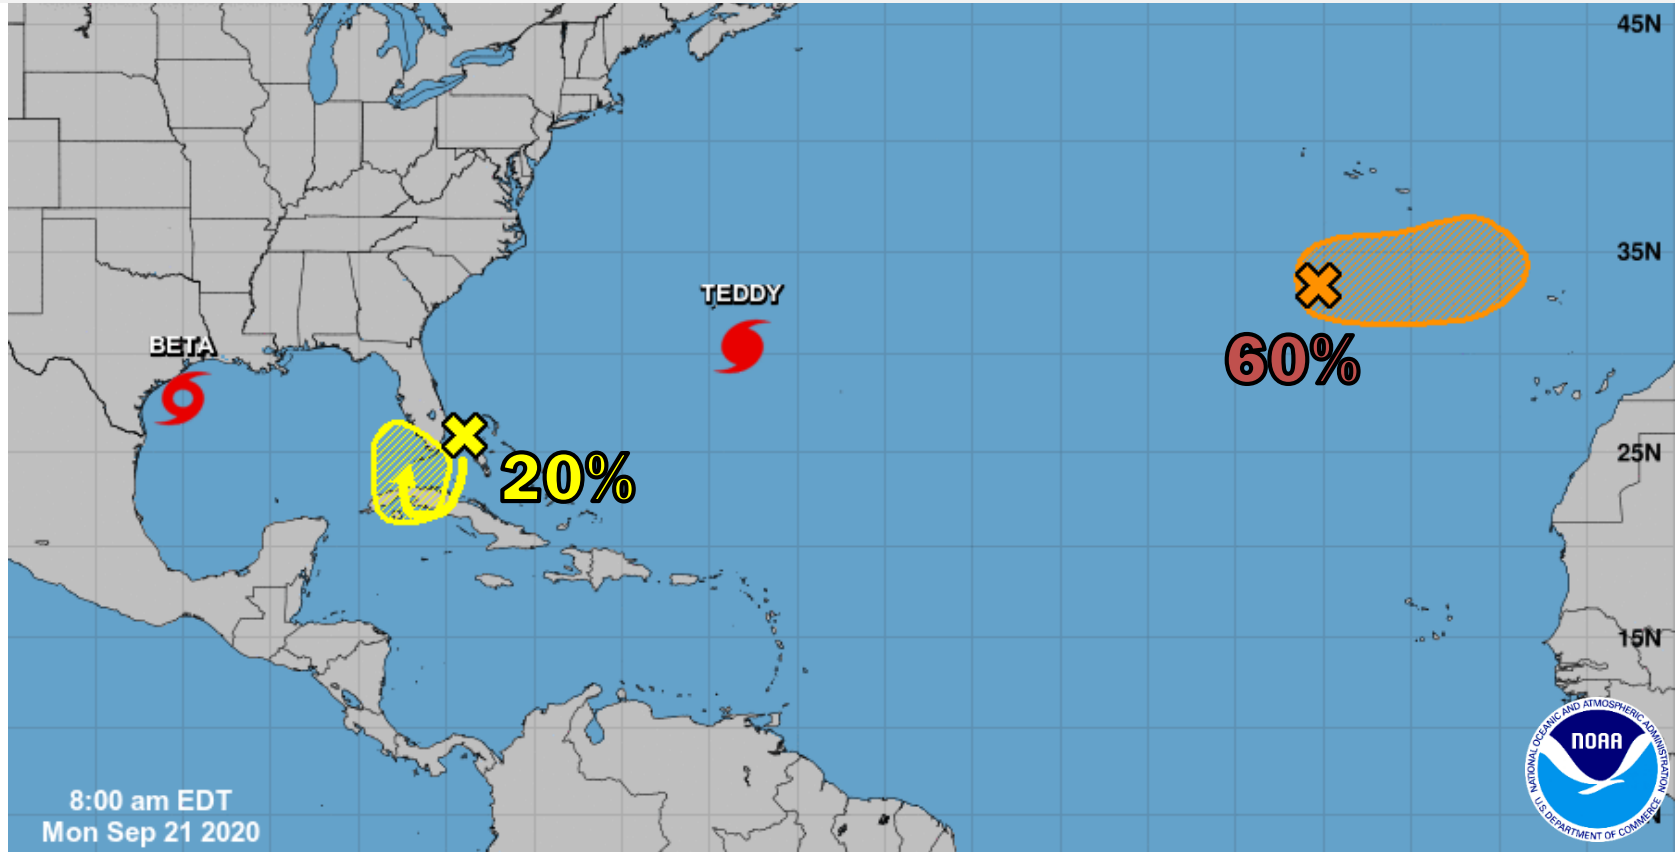 45N
35N
TEDDY
BETA
60%
25N
20%
15N
NOAA
NATIONAL OCEANIC AND ATMOSPHERIC ADMINISTRATION
U.S. DEPARTMENT OF COMMERCE
8:00 am EDT
Mon Sep 21 2020